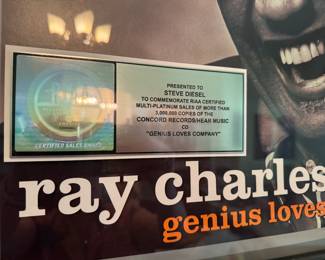 PRESENTED TO
STEVE DIESEL
TO COMMEMORATE RIAA CERTIFIED
MULTI-PLATINUM SALES OF MORE THAN
3,000,000 COPIES OF THE
CONCORD RECORDS/HEAR MUSIC
CD
"GENIUS LOVES COMPANY"
CERTIFIED SALES AWARD
ray charles
genius loves